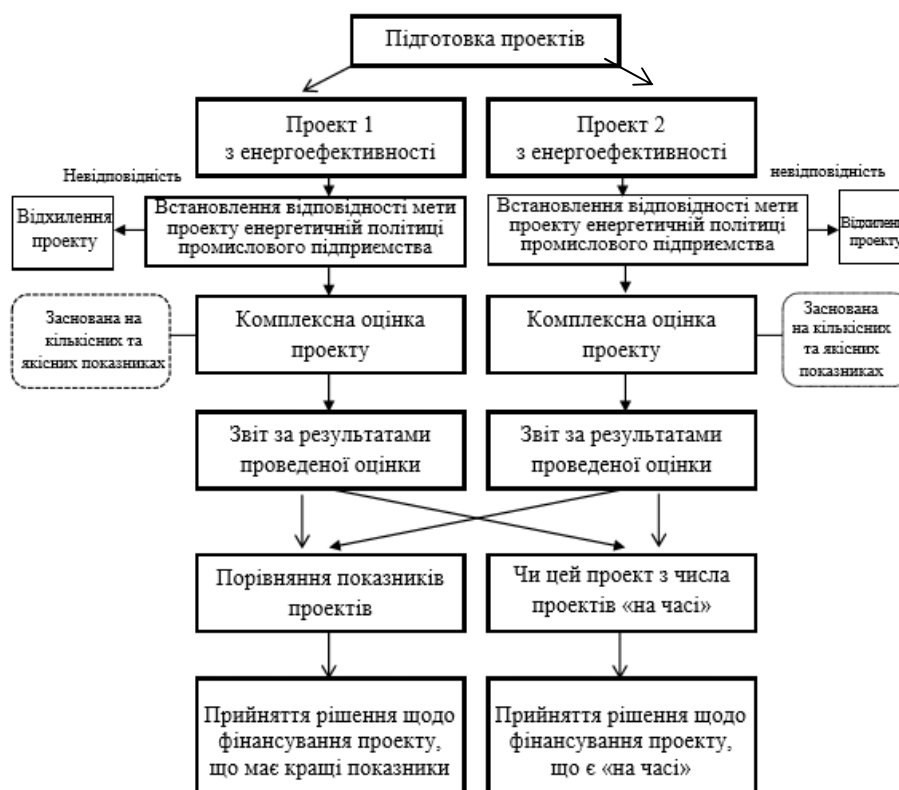 Підготовка проектів
Проект 1
з енергоефективності
Проект 2
з енергоефективності
Невідповідність
невідповідність
Відхилення
проекту
Встановлення відповідності мети
проекту енергетичній політиці
промислового підприємства
Встановлення відповідності мети
проекту енергетичній політиці
промислового підприємства
проекту
Заснована на
кількісних та
якісних показниках
Комплексна оцінка
проекту
Комплексна оцінка
проекту
Заснована
на кількісних
та якісних
показниках
Звіт за результатами
проведеної оцінки
Звіт за результатами
проведеної оцінки
Порівняння показників
проектів
Чи цей проект з числа
проектів «на часі»
Прийняття рішення щодо
фінансування проекту,
що має кращі показники
Прийняття рішення щодо
фінансування проекту,
що є «на часі»